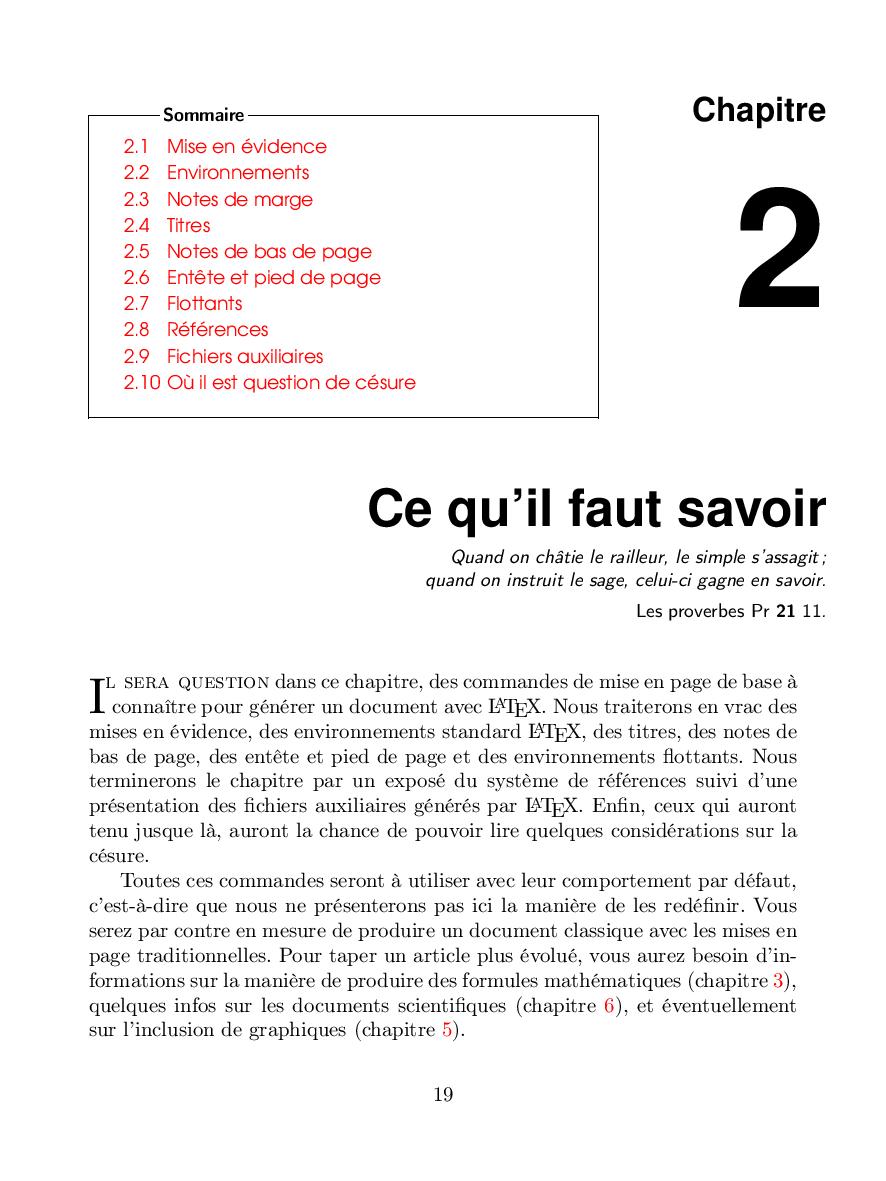 Chapitre
2
Sommaire
2.1 Mise en évidence
2.2 Environnements
2.3 Notes de marge
2.4 Titres
2.5 Notes de bas de page
2.6 Entête et pied de page
2.7 Flottants
2.8 Références
2.9 Fichiers auxiliaires
2.10 Où il est question de césure
Ce qu'il faut savoir
Quand on châtie le railleur, le simple s'assagit ;
quand on instruit le sage, celui-ci gagne en savoir.
Les proverbes Pr 21 11.
IL SERA QUESTION dans ce chapitre, des commandes de mise en page de base à
connaître pour générer un document avec LATEX. Nous traiterons en vrac des
mises en évidence, des environnements standard LATEX, des titres, des notes de
bas de page, des entête et pied de page et des environnements flottants. Nous
terminerons le chapitre par un exposé du système de références suivi d'une
présentation des fichiers auxiliaires générés par LATEX. Enfin, ceux qui auront
tenu jusque là, auront la chance de pouvoir lire quelques considérations sur la
césure.
Toutes ces commandes seront à utiliser avec leur comportement par défaut,
c'est-à-dire que nous ne présenterons pas ici la manière de les redéfinir. Vous
serez par contre en mesure de produire un document classique avec les mises en
page traditionnelles. Pour taper un article plus évolué, vous aurez besoin d'in-
formations sur la manière de produire des formules mathématiques (chapitre 3),
quelques infos sur les documents scientifiques (chapitre 6), et éventuellement
sur l'inclusion de graphiques (chapitre 5).
19